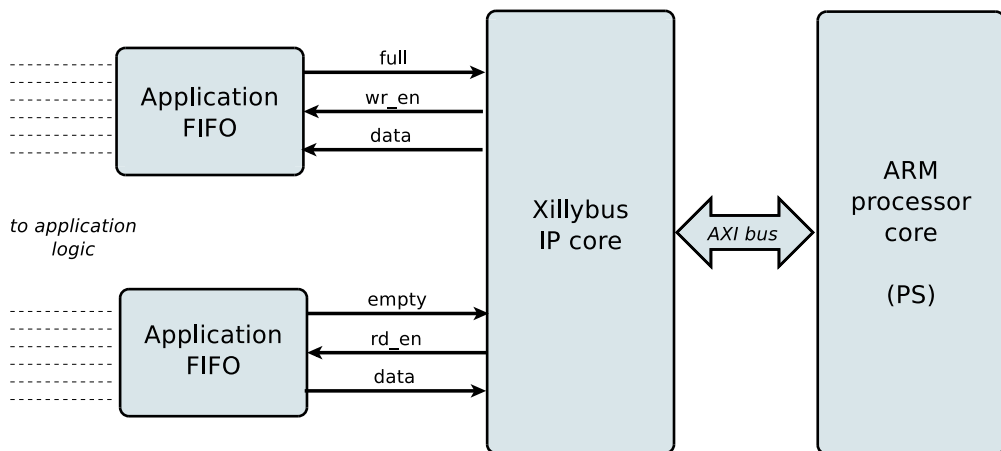 Application
FIFO
full
wr_en
data
to application
logic
Application
FIFO
empty
rd_en
data
Xillybus
IP core
AXI bus
ARM
processor
core
(PS)